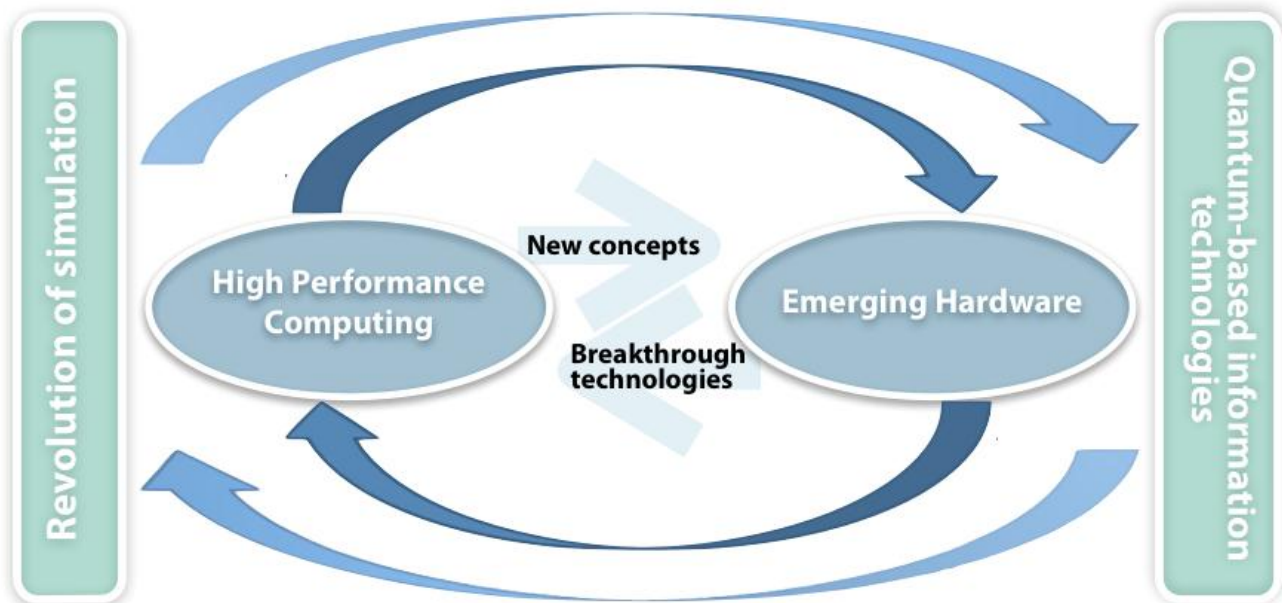 Revolution of simulation
High Performance
Computing
New concepts
Breakthrough
technologies
Emerging Hardware
Quantum-based information
technologies